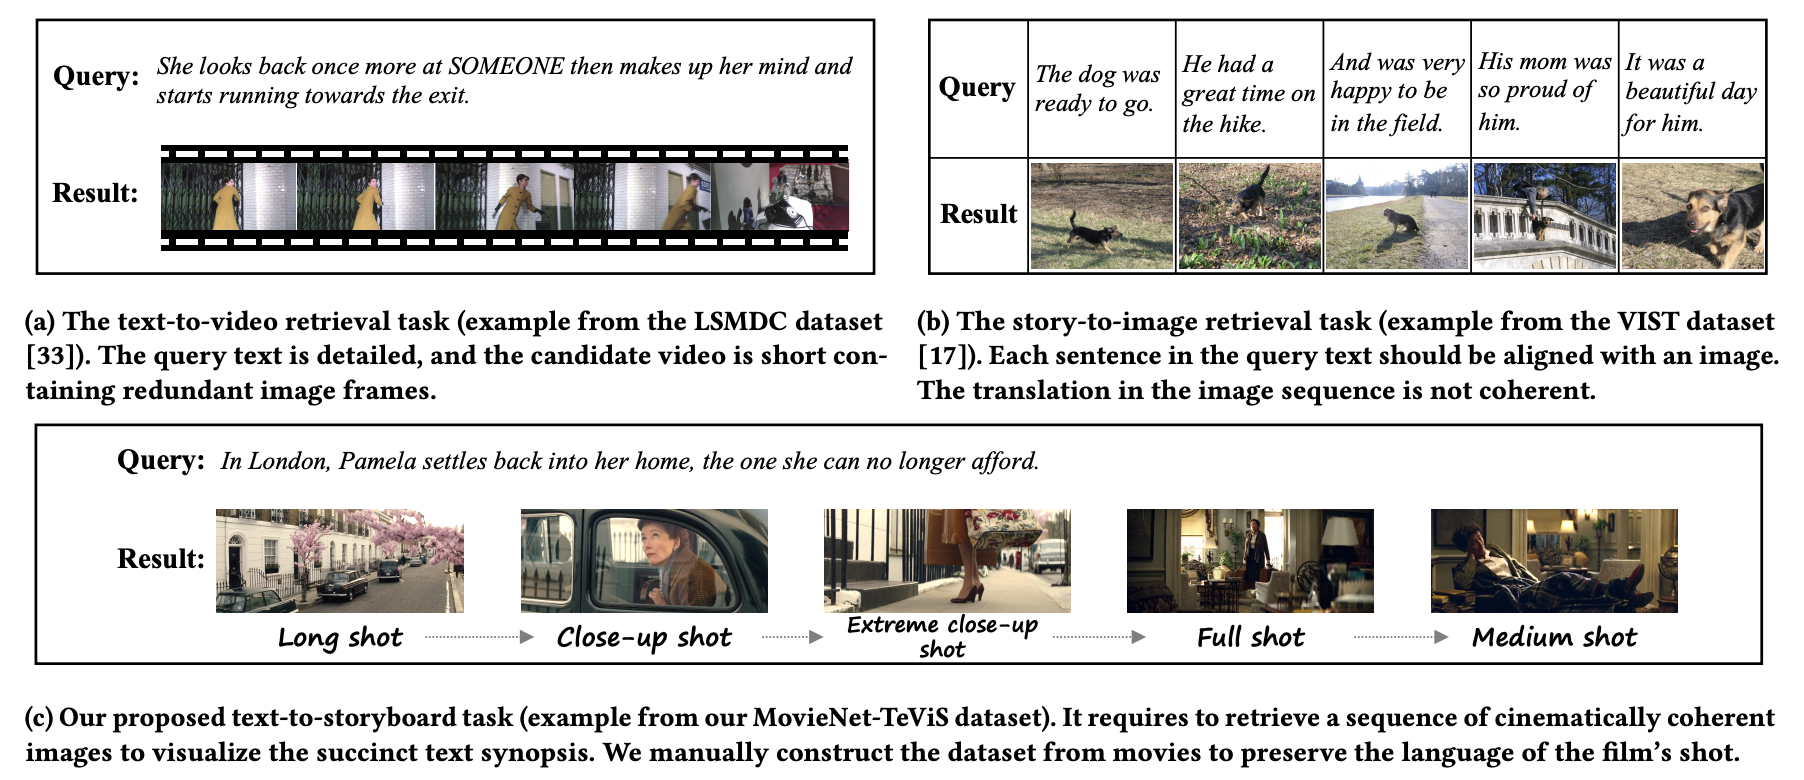 Query: She looks back once more at SOMEONE then makes up her mind and
starts running towards the exit.
Result:
(a) The text-to-video retrieval task (example from the LSMDC dataset
[33]). The query text is detailed, and the candidate video is short con-
taining redundant image frames.
Query
The dog was
ready to go.
He had a
great time on
the hike.
And was very
happy to be
in the field.
His mom was
so proud of
him.
It was a
beautiful day
for him.
Result
(b) The story-to-image retrieval task (example from the VIST dataset
[17]). Each sentence in the query text should be aligned with an image.
The translation in the image sequence is not coherent.
Query: In London, Pamela settles back into her home, the one she can no longer afford.
Result:
Long shot
Close-up shot
Extreme close-up
shot
Full shot
Medium shot
(c) Our proposed text-to-storyboard task (example from our MovieNet-TeViS dataset). It requires to retrieve a sequence of cinematically coherent
images to visualize the succinct text synopsis. We manually construct the dataset from movies to preserve the language of the film's shot.